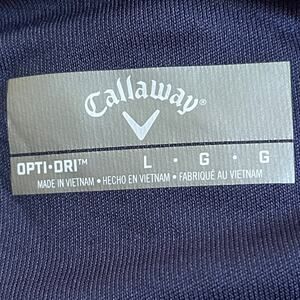 Callaway®
OPTI•DRI™ L • G • G
MADE IN VIETNAM • HECHO EN VIETNAM • FABRIQUÉ AU VIETNAM